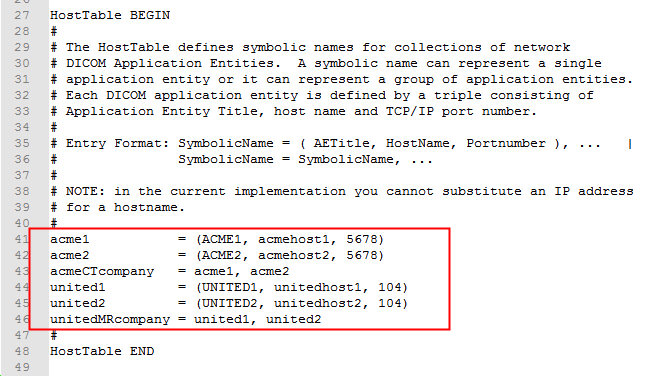 27 HostTable BEGIN
28 #
29 # The HostTable defines symbolic names for collections of network
30 # DICOM Application Entities.  A symbolic name can represent a single
31 # application entity or it can represent a group of application entities.
32 # Each DICOM application entity is defined by a triple consisting of
33 # Application Entity Title, host name and TCP/IP port number.
34 #
35 # Entry Format: SymbolicName = ( AETitle, HostName, Portnumber ), ...   |
36 #               SymbolicName = SymbolicName, ...
37 #
38 # NOTE: in the current implementation you cannot substitute an IP address
39 # for a hostname.
40 #
41 acme1           = (ACME1, acmehost1, 5678)
42 acme2           = (ACME2, acmehost2, 5678)
43 acmeCTcompany   = acme1, acme2
44 united1         = (UNITED1, unitedhost1, 104)
45 united2         = (UNITED2, unitedhost2, 104)
46 unitedMRcompany = united1, united2
47 #
48 HostTable END
49